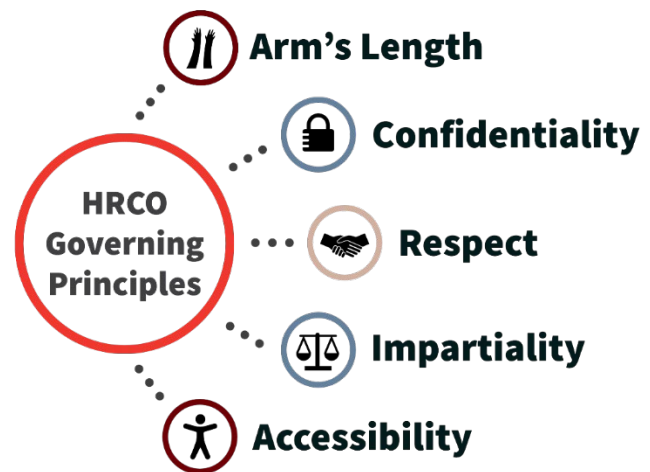 Arm’s Length
Confidentiality
HRCO
Governing
Principles
Respect
Impartiality
Accessibility